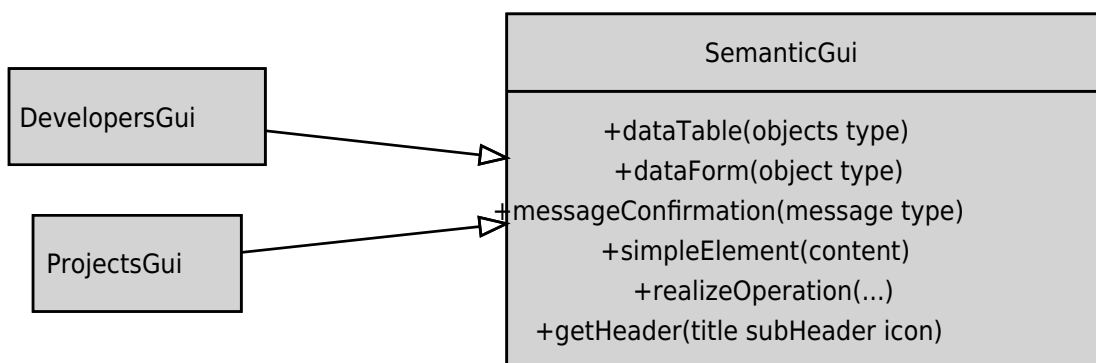 DevelopersGui
ProjectsGui
SemanticGui
+dataTable(objects type)
+dataForm(object type)
+messageConfirmation(message type)
+simpleElement(content)
+realizeOperation(...)
+getHeader(title subHeader icon)